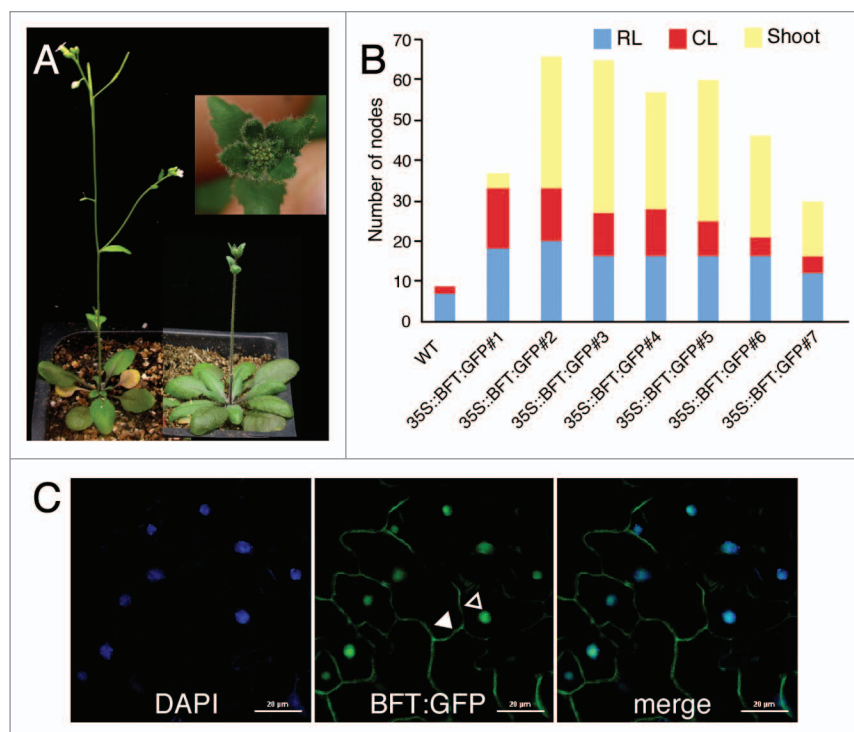 A
B
RL CL Shoot
Number of nodes
70
60
50
40
30
20
10
0
WT
35S::BFT:GFP#1
35S::BFT:GFP#2
35S::BFT:GFP#3
35S::BFT:GFP#4
35S::BFT:GFP#5
35S::BFT:GFP#6
35S::BFT:GFP#7
C
DAPI
20 µm
BFT:GFP
20 µm
merge
20 µm